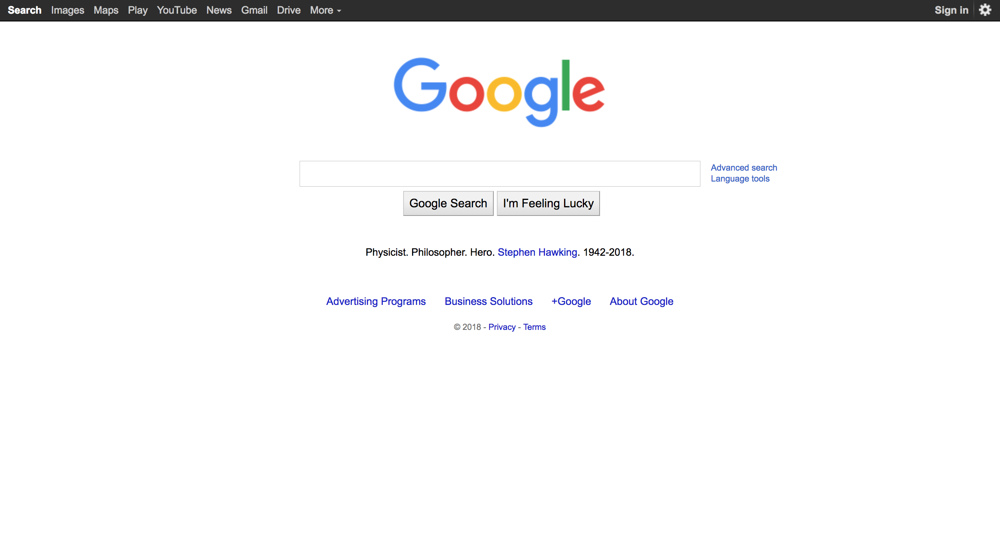 Search Images Maps Play YouTube News Gmail Drive More Sign in
Google
Advanced search
Language tools
Google Search I'm Feeling Lucky
Physicist. Philosopher. Hero. Stephen Hawking. 1942-2018.
Advertising Programs Business Solutions +Google About Google
© 2018 - Privacy - Terms